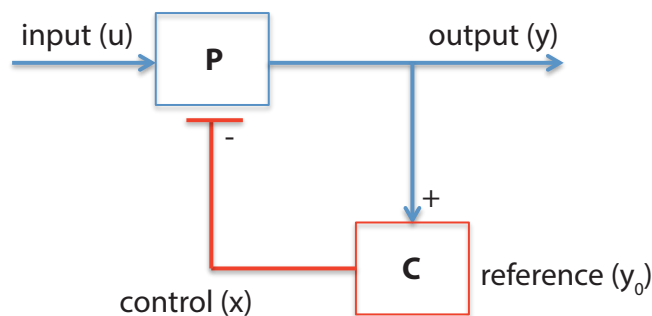 input (u)
P
output (y)
-
+
C
reference (y₀)
control (x)